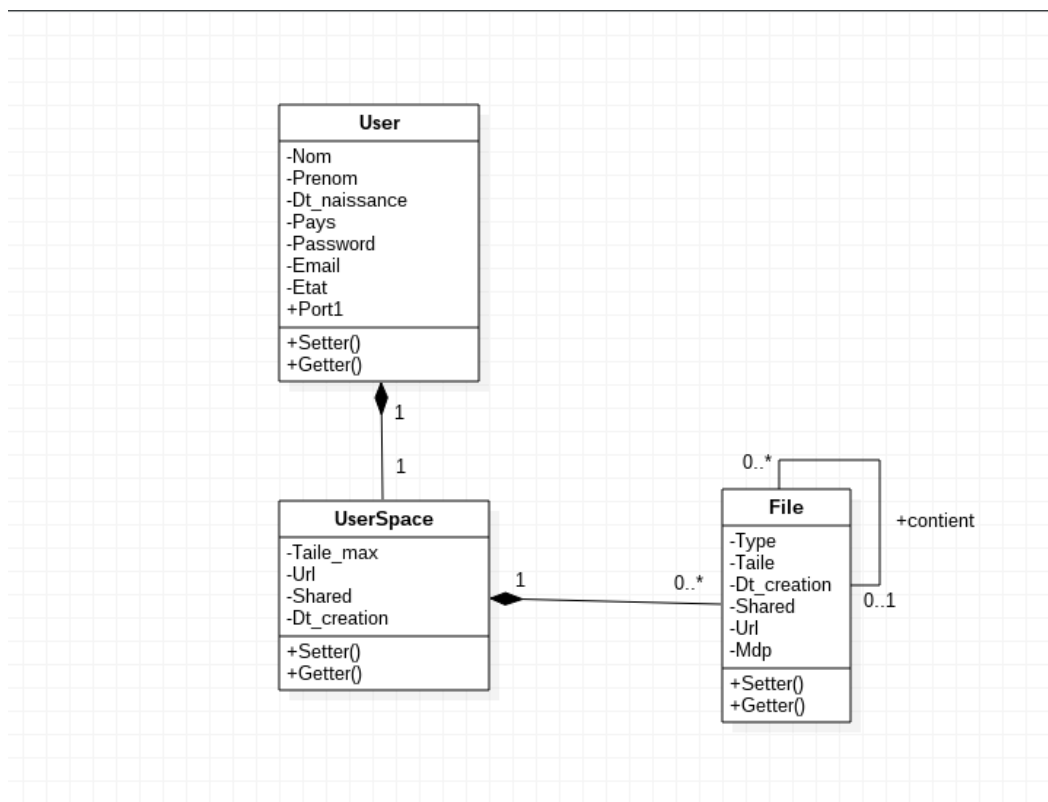 User
-Nom
-Prenom
-Dt_naissance
-Pays
-Password
-Email
-Etat
+Port1
+Setter()
+Getter()
1
1
UserSpace
-Taile_max
-Url
-Shared
-Dt_creation
+Setter()
+Getter()
1
0..*
0..*
File
+contient
-Type
-Taile
-Dt_creation
-Shared
-Url
-Mdp
0..1
+Setter()
+Getter()